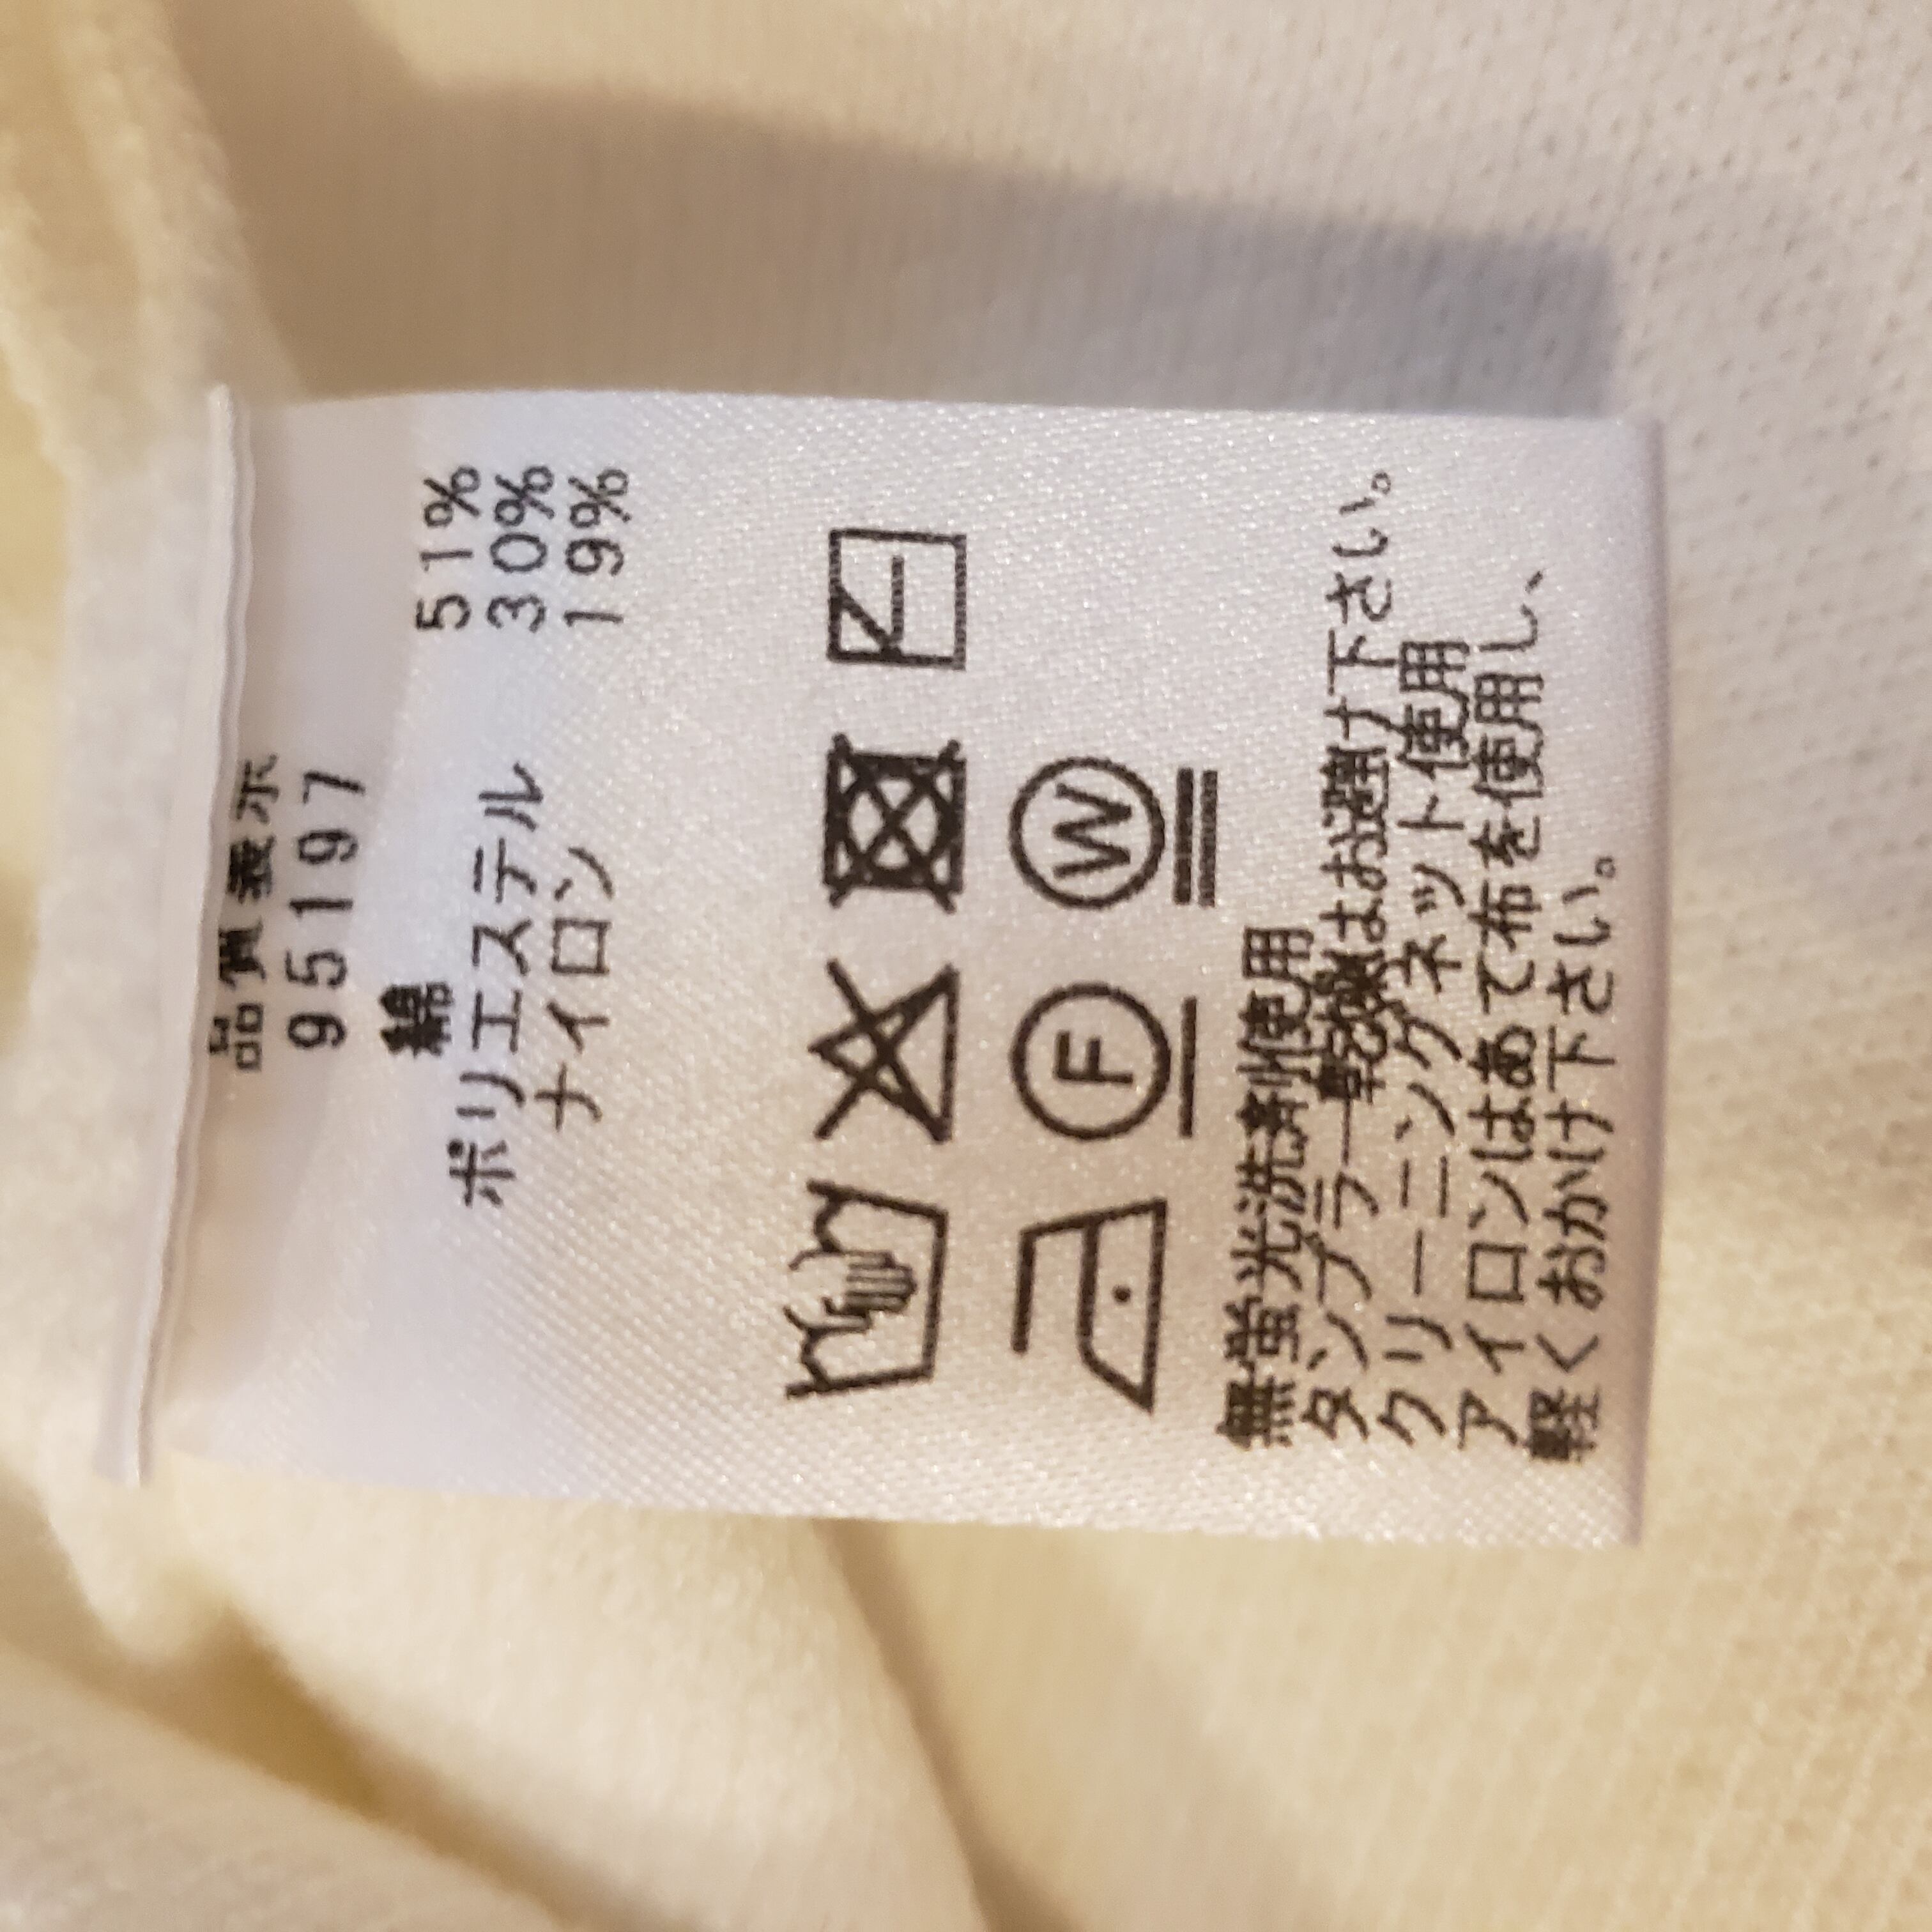 品質表示
95197
綿 51%
ポリエステル 30%
ナイロン 19%
F W
無蛍光洗剤使用
タンブラー乾燥はお避け下さい。
クリーニングネット使用
アイロンはあて布を使用し、
軽くおかけ下さい。